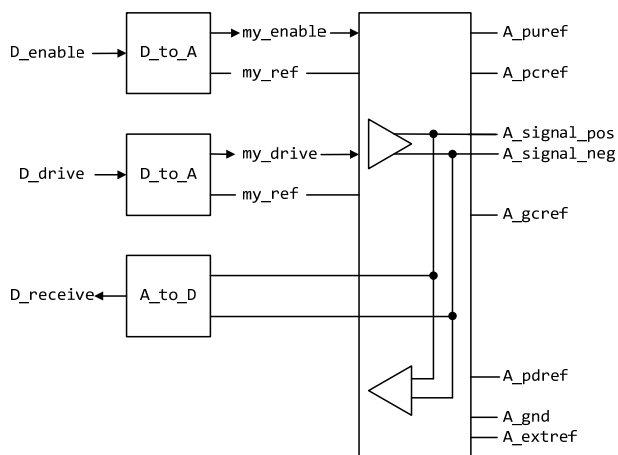 D_enable
D_to_A
my_enable
my_ref
A_puref
A_pcref
D_drive
D_to_A
my_drive
my_ref
A_signal_pos
A_signal_neg
A_gcref
D_receive
A_to_D
A_pdref
A_gnd
A_extref